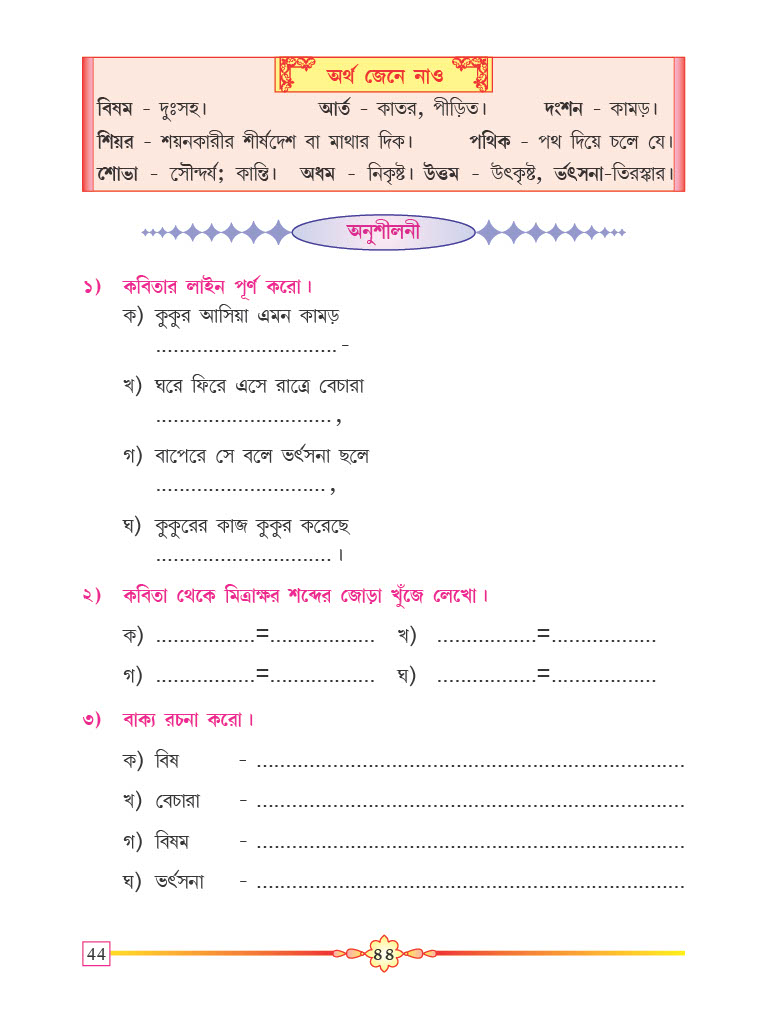 অর্থ জেনে নাও
বিষম - দুঃসহ। আর্ত - কাতর, পীড়িত। দংশন - কামড়।
শিয়র - শয়নকারীর শীর্ষদেশ বা মাথার দিক। পথিক - পথ দিয়ে চলে যে।
শোভা - সৌন্দর্য; কান্তি। অধম - নিকৃষ্ট। উত্তম - উৎকৃষ্ট, ভর্ৎসনা-তিরস্কার।
অনুশীলনী
১) কবিতার লাইন পূর্ণ করো।
ক) কুকুর আসিয়া এমন কামড়
............................... -
খ) ঘরে ফিরে এসে রাত্রে বেচারা
.............................. ,
গ) বাপেরে সে বলে ভর্ৎসনা ছলে
............................. ,
ঘ) কুকুরের কাজ কুকুর করেছে
.............................. ।
২) কবিতা থেকে মিত্রাক্ষর শব্দের জোড়া খুঁজে লেখো।
ক) .................=.................. খ) .................=..................
গ) .................=.................. ঘ) .................=..................
৩) বাক্য রচনা করো।
ক) বিষ - .........................................................................
খ) বেচারা - .........................................................................
গ) বিষম - .........................................................................
ঘ) ভর্ৎসনা - .........................................................................
44 ৪৪